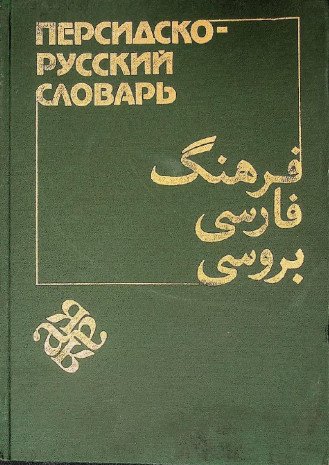 ПЕРСИДСКО-
РУССКИЙ
СЛОВАРЬ
فرهنگ
فارسی
بروسی